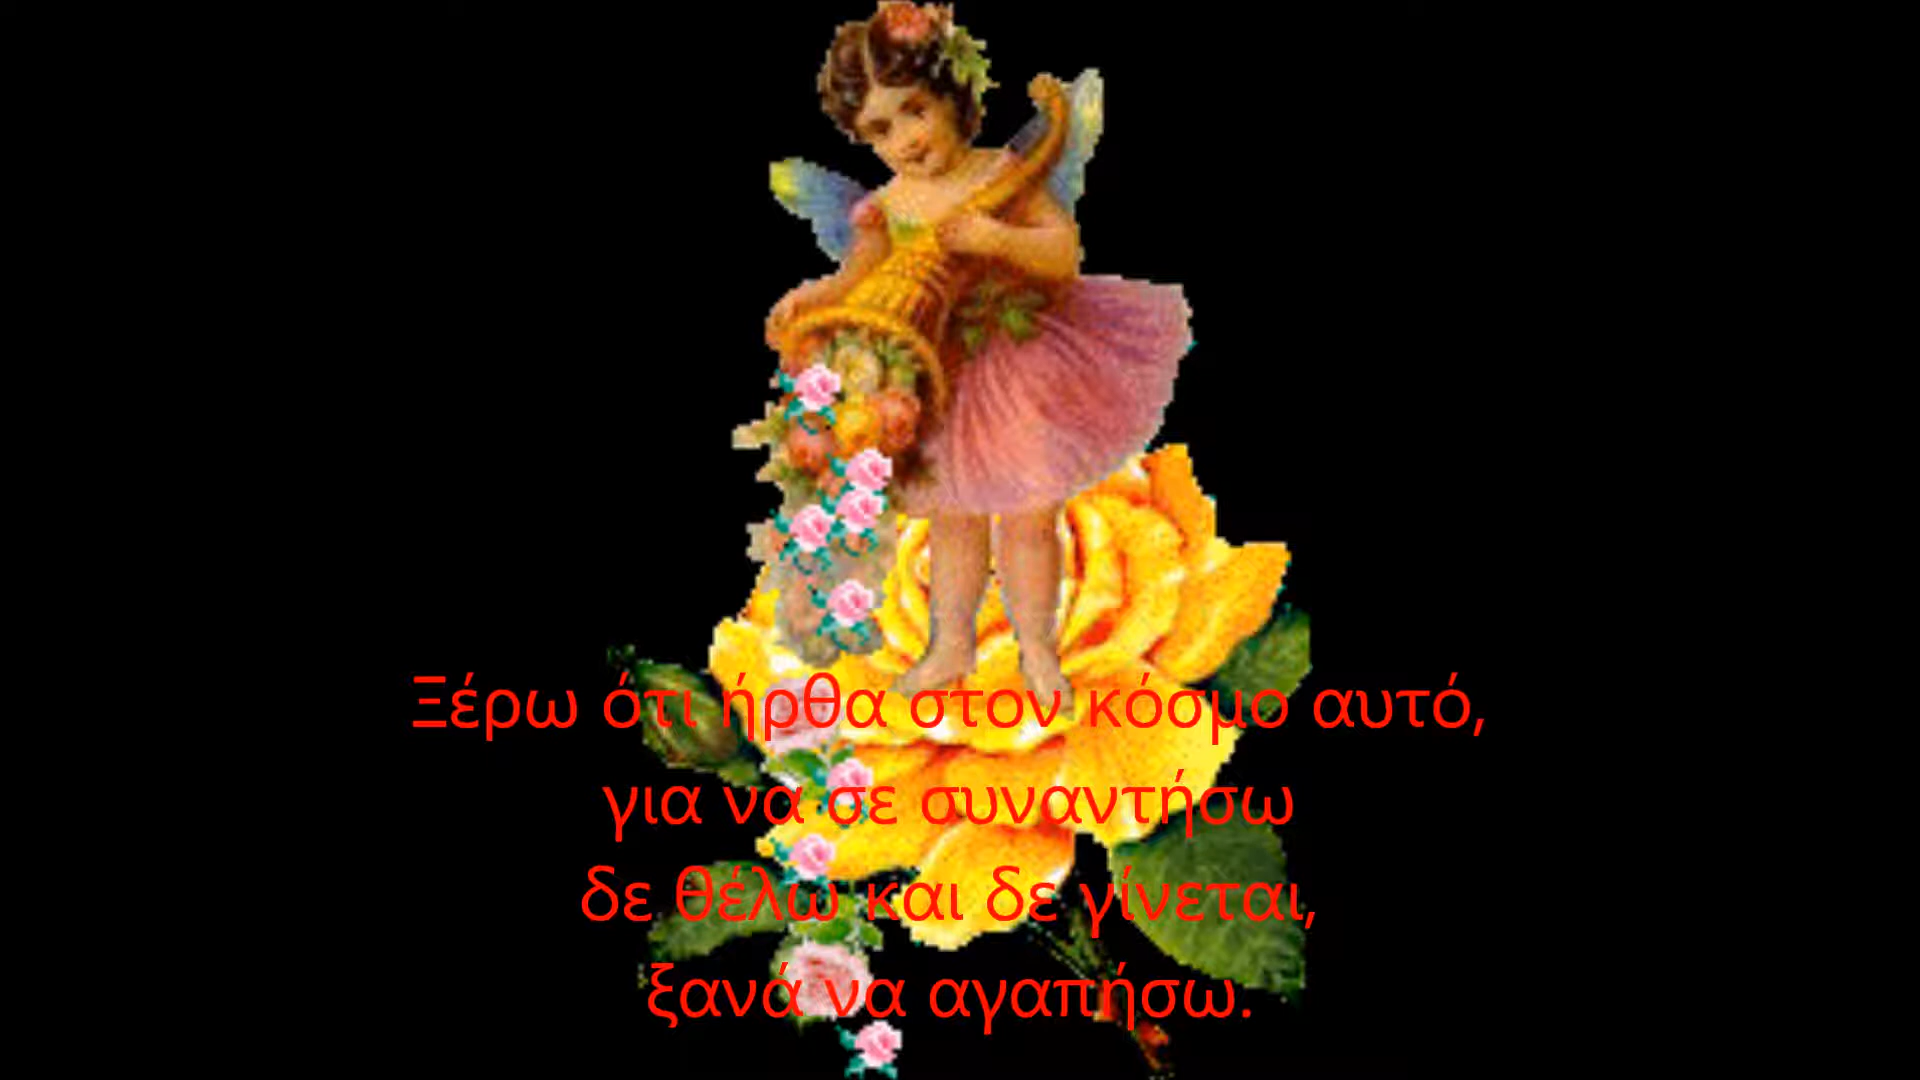 Ξέρω ότι ήρθα στον κόσμο αυτό,
για να σε συναντήσω
δε θέλω και δε γίνεται,
ξανά να αγαπήσω.